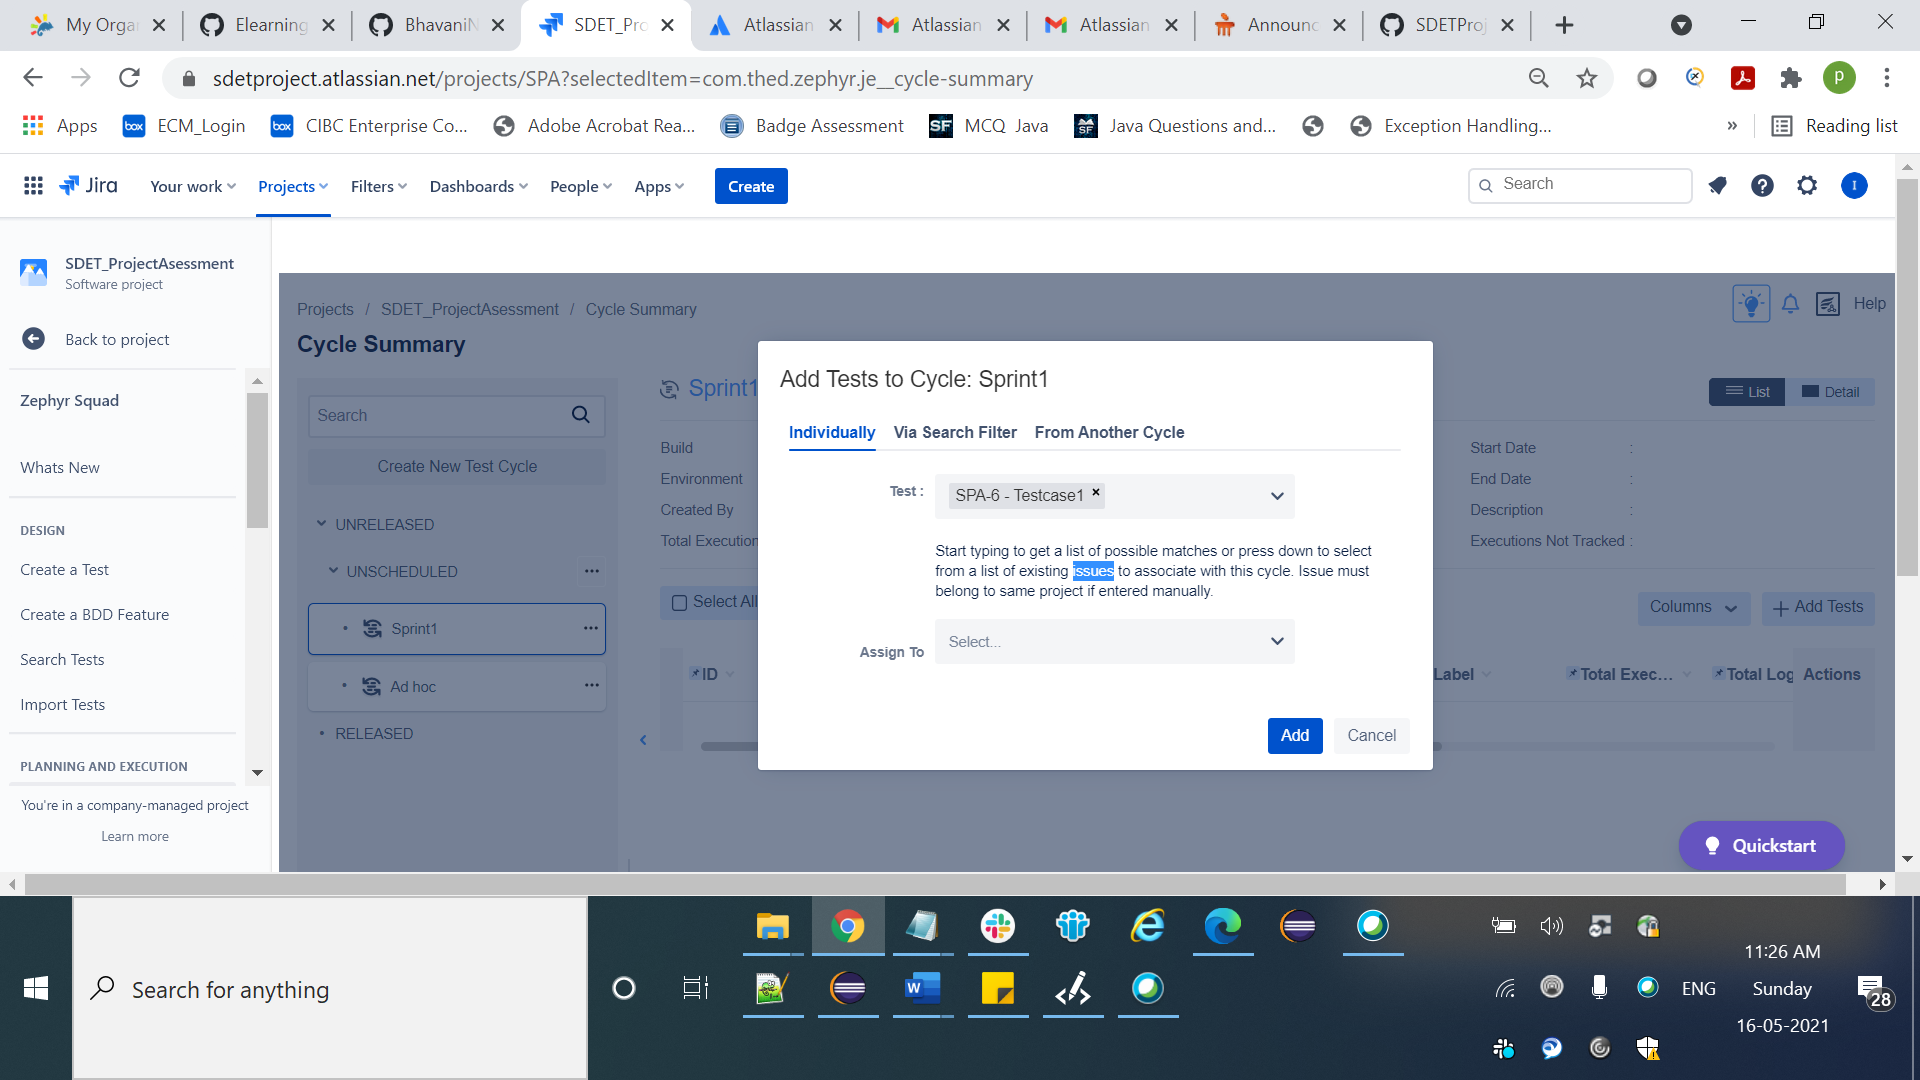 My Orga
Elearning
BhavaniN
SDET_Pro
Atlassian
Atlassian
Atlassian
Announc
SDETProj
sdetproject.atlassian.net/projects/SPA?selectedItem=com.thed.zephyr.je__cycle-summary
P
Apps
box ECM_Login
box CIBC Enterprise Co...
Adobe Acrobat Rea...
Badge Assessment
SF MCQ Java
SF Java Questions and...
Exception Handling...
»
Reading list
Jira
Your work
Projects
Filters
Dashboards
People
Apps
Create
Search
I
SDET_ProjectAsessment
Software project
Back to project
Zephyr Squad
Whats New
DESIGN
Create a Test
Create a BDD Feature
Search Tests
Import Tests
PLANNING AND EXECUTION
You're in a company-managed project
Learn more
Projects / SDET_ProjectAsessment / Cycle Summary
Help
Cycle Summary
Search
Create New Test Cycle
UNRELEASED
UNSCHEDULED
Sprint1
Ad hoc
RELEASED
Sprint1
List
Detail
Build
Environment
Created By
Total Execution
Start Date :
End Date :
Description :
Executions Not Tracked :
Select All
Columns
+ Add Tests
ID
Label
Total Exec...
Total Log
Actions
Add Tests to Cycle: Sprint1
Individually
Via Search Filter
From Another Cycle
Test :
SPA-6 - Testcase1 ×
Start typing to get a list of possible matches or press down to select
from a list of existing issues to associate with this cycle. Issue must
belong to same project if entered manually.
Assign To
Select...
Add
Cancel
Quickstart
Search for anything
W
ENG
11:26 AM
Sunday
16-05-2021
28